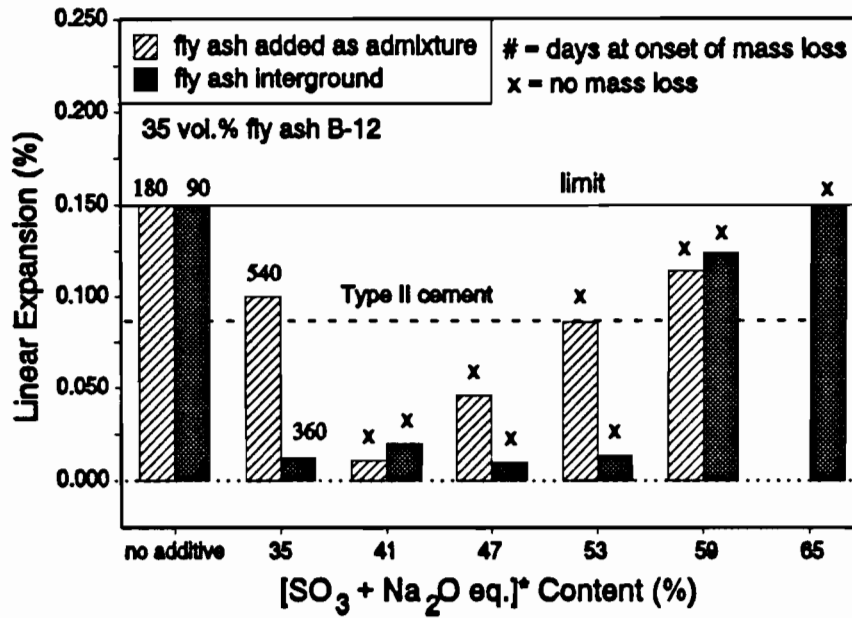 0.250
0.200
0.150
0.100
0.050
0.000
Linear Expansion (%)
fly ash added as admixture
fly ash interground
# = days at onset of mass loss
x = no mass loss
35 vol.% fly ash B-12
limit
Type II cement
180 90
540
360
x x
x x
x x
x x
x
no additive 35 41 47 53 59 65
[SO₃ + Na₂O eq.]* Content (%)